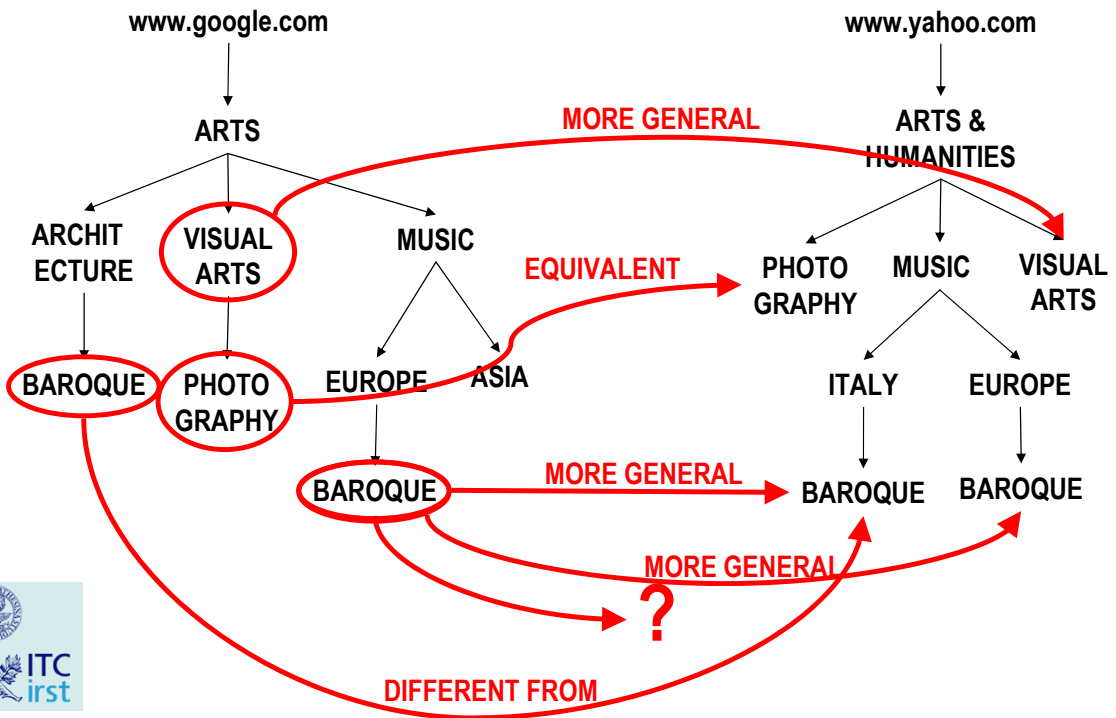 www.google.com
www.yahoo.com
ARTS
MORE GENERAL
ARTS &
HUMANITIES
ARCHIT
ECTURE
VISUAL
ARTS
MUSIC
EQUIVALENT
PHOTO
GRAPHY
MUSIC
VISUAL
ARTS
BAROQUE
PHOTO
GRAPHY
EUROPE
ASIA
ITALY
EUROPE
BAROQUE
MORE GENERAL
BAROQUE
BAROQUE
MORE GENERAL
?
ITC
irst
DIFFERENT FROM